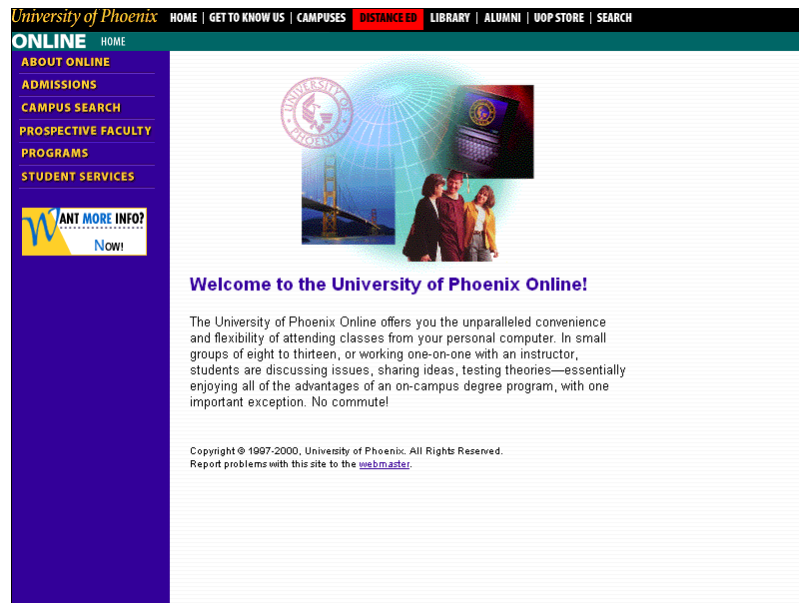 University of Phoenix HOME | GET TO KNOW US | CAMPUSES DISTANCE ED LIBRARY | ALUMNI | UOP STORE | SEARCH
ONLINE HOME
ABOUT ONLINE
ADMISSIONS
CAMPUS SEARCH
PROSPECTIVE FACULTY
PROGRAMS
STUDENT SERVICES
WANT MORE INFO?
NOW!
UNIVERSITY OF PHOENIX
Welcome to the University of Phoenix Online!
The University of Phoenix Online offers you the unparalleled convenience
and flexibility of attending classes from your personal computer. In small
groups of eight to thirteen, or working one-on-one with an instructor,
students are discussing issues, sharing ideas, testing theories—essentially
enjoying all of the advantages of an on-campus degree program, with one
important exception. No commute!
Copyright © 1997-2000, University of Phoenix. All Rights Reserved.
Report problems with this site to the webmaster.